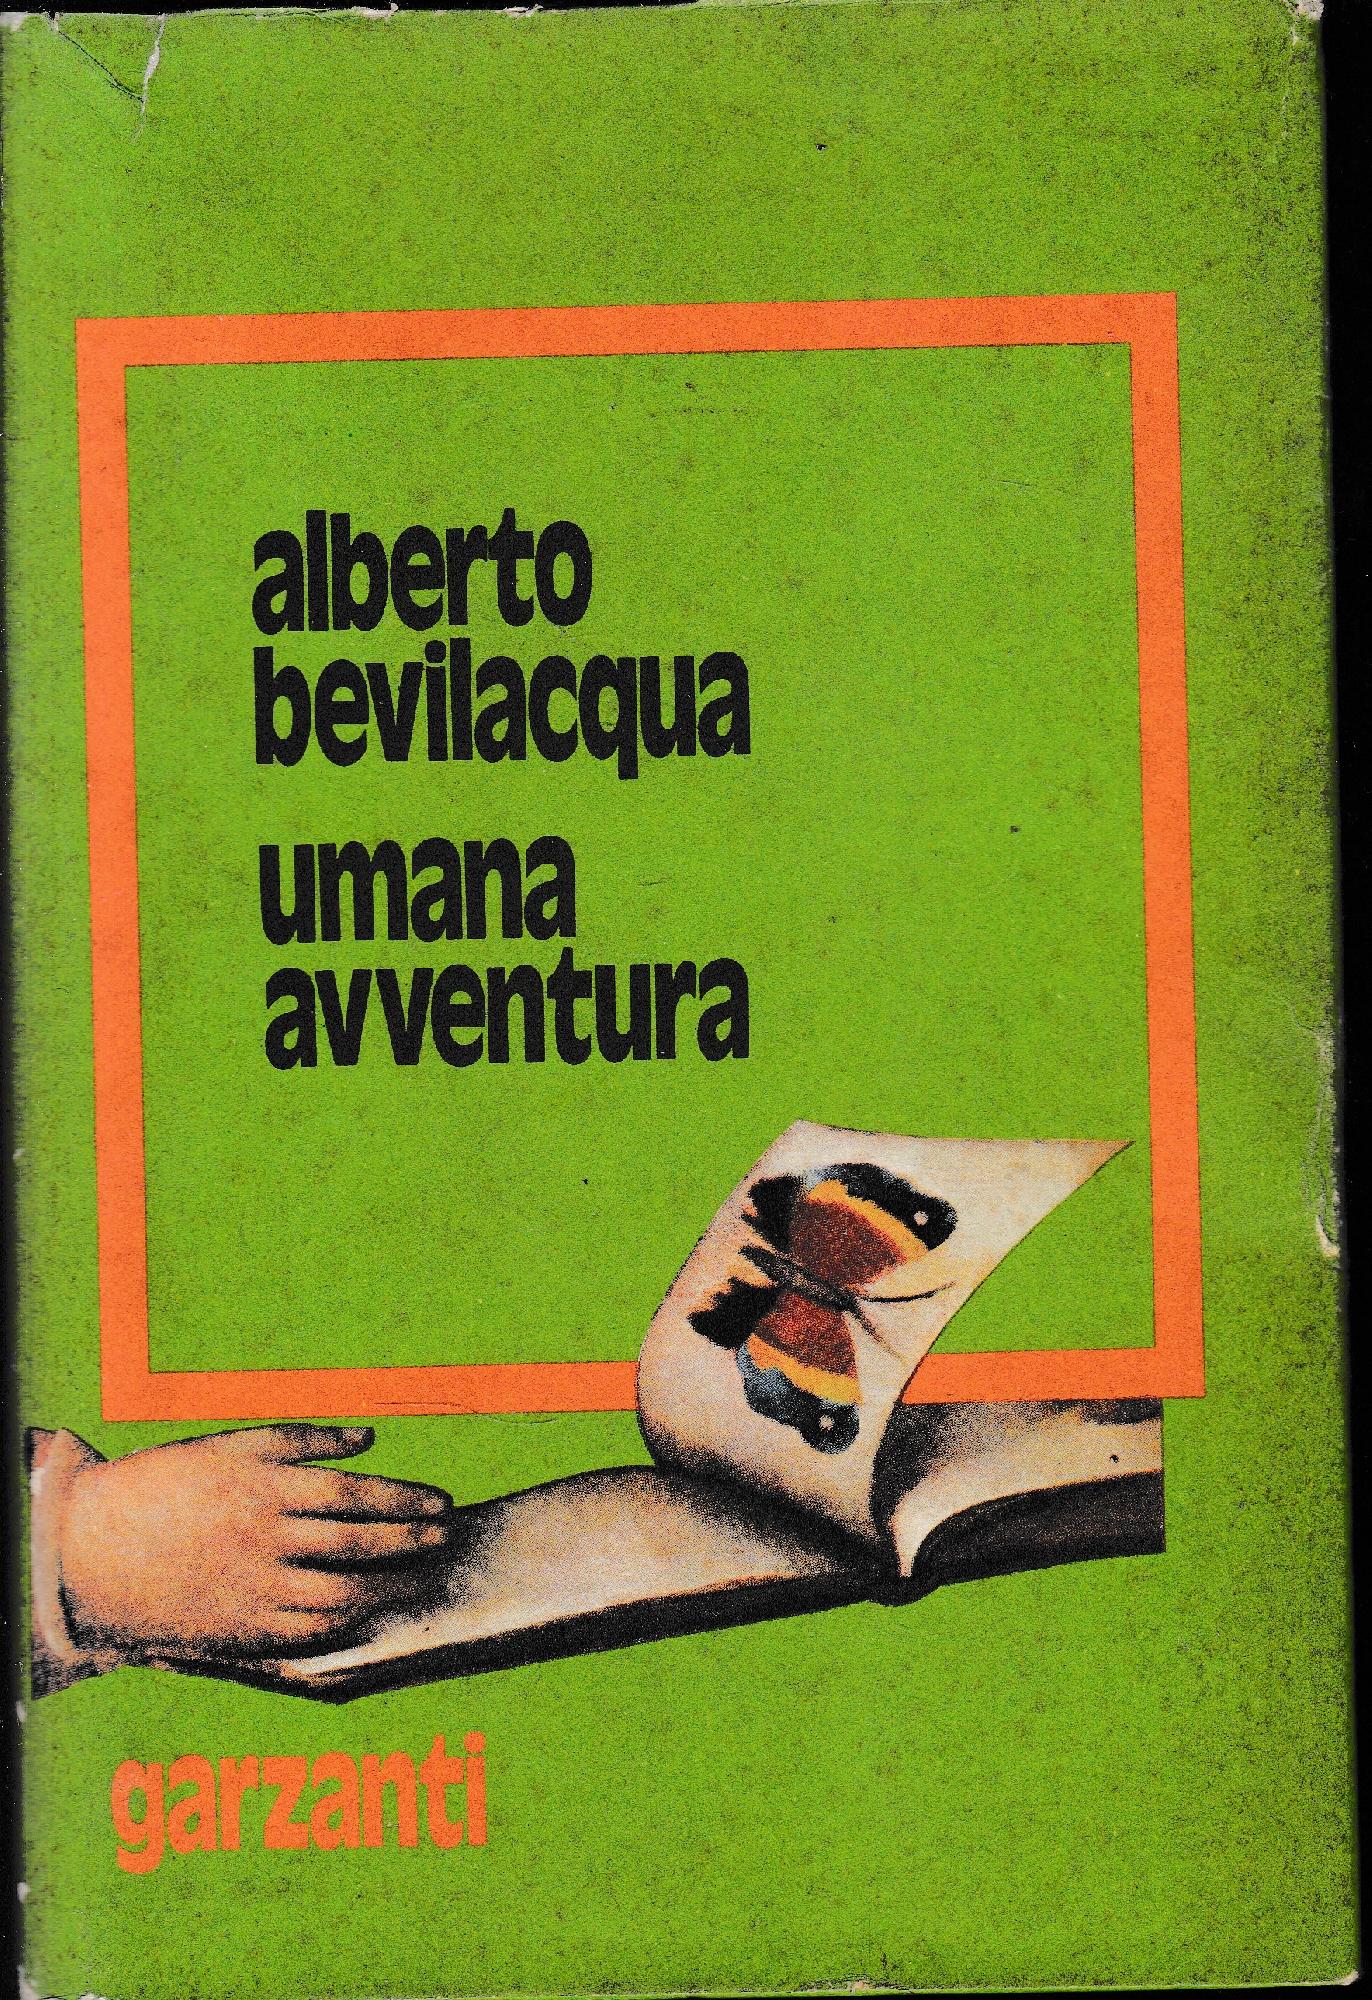 alberto
bevilacqua
umana
avventura
garzanti